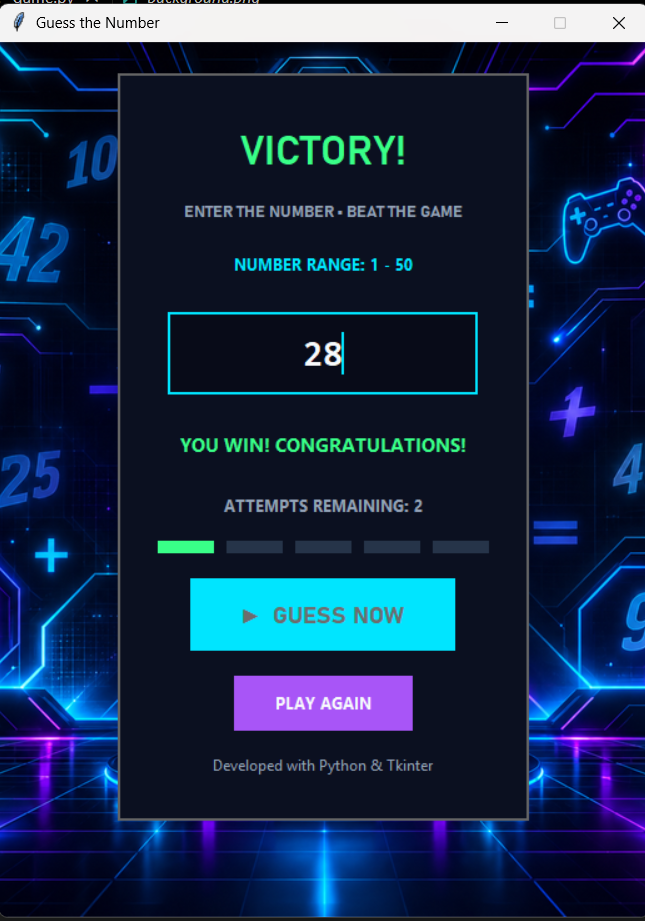 Guess the Number
VICTORY!
ENTER THE NUMBER • BEAT THE GAME
NUMBER RANGE: 1 - 50
28
YOU WIN! CONGRATULATIONS!
ATTEMPTS REMAINING: 2
► GUESS NOW
PLAY AGAIN
Developed with Python & Tkinter
10
42
25
+
+
=
4
9